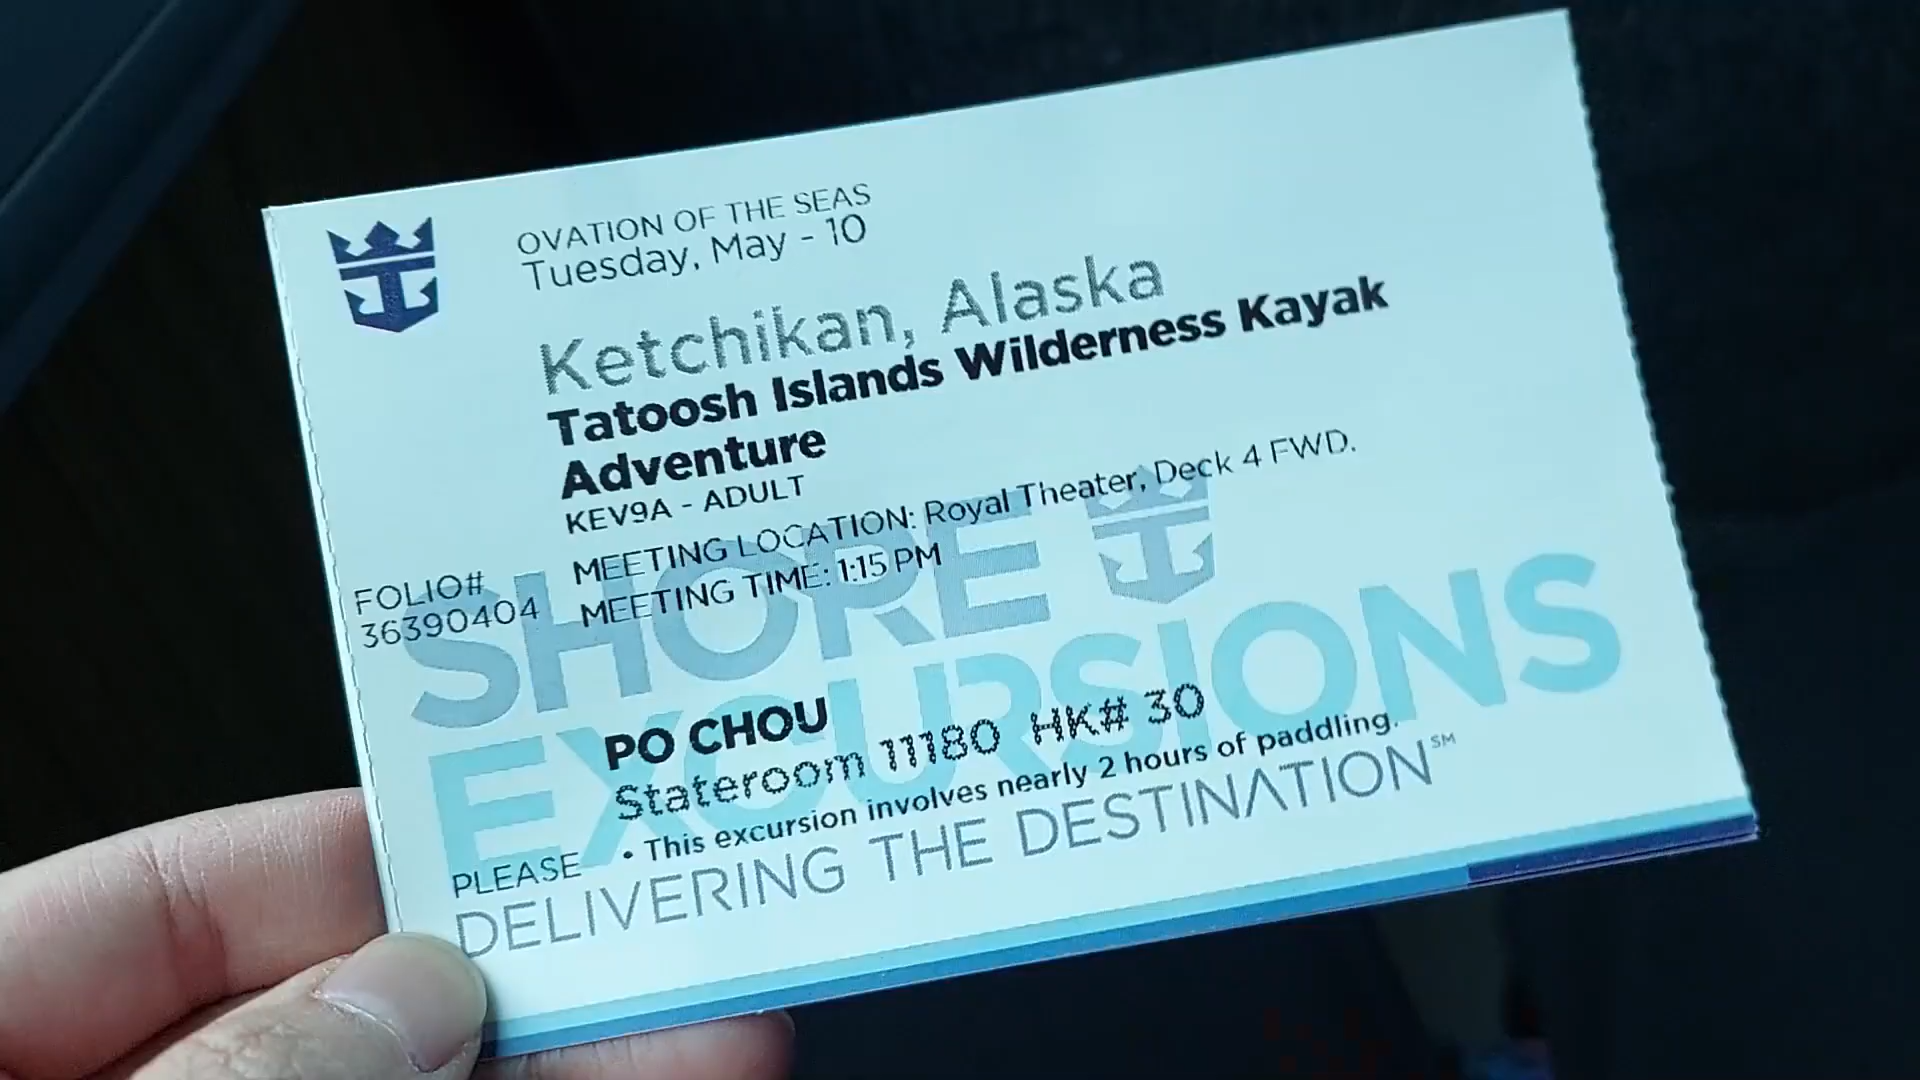 OVATION OF THE SEAS
Tuesday, May - 10
Ketchikan, Alaska
Tatoosh Islands Wilderness Kayak
Adventure
KEV9A - ADULT
MEETING LOCATION: Royal Theater, Deck 4 FWD.
MEETING TIME: 1:15 PM
FOLIO#
36390404
SHORE
EXCURSIONS
PO CHOU
Stateroom 11180 HK# 30
• This excursion involves nearly 2 hours of paddling.
PLEASE
DELIVERING THE DESTINATION℠